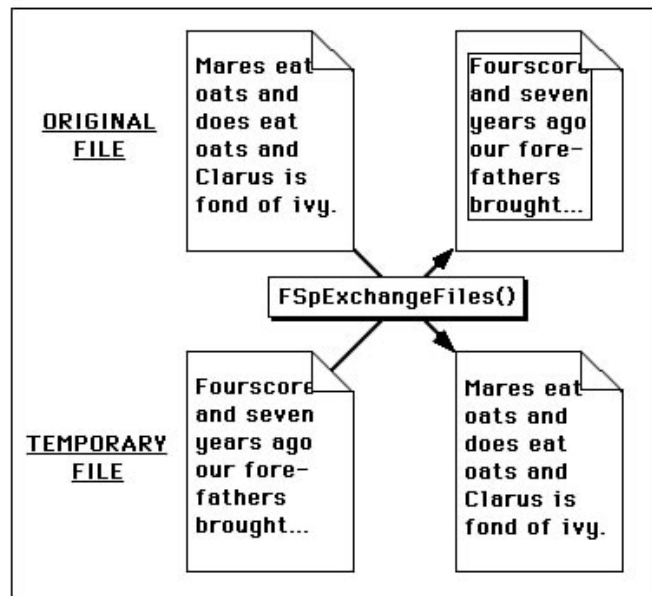 Mares eat
oats and
does eat
oats and
Clarus is
fond of ivy.
Fourscore
and seven
years ago
our fore-
fathers
brought...
ORIGINAL
FILE
FSpExchangeFiles()
Fourscore
and seven
years ago
our fore-
fathers
brought...
Mares eat
oats and
does eat
oats and
Clarus is
fond of ivy.
TEMPORARY
FILE